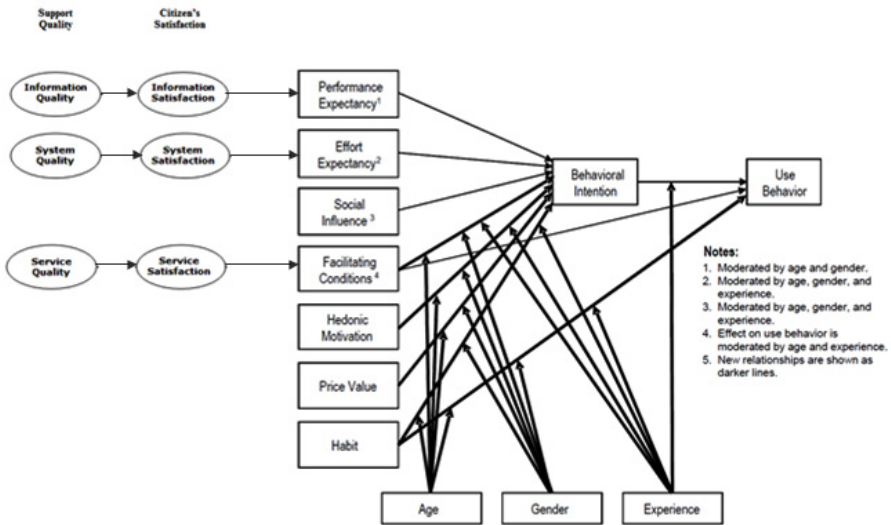 Support
Quality
Citizen's
Satisfaction
Information
Quality
Information
Satisfaction
Performance
Expectancy1
System
Quality
System
Satisfaction
Effort
Expectancy2
Behavioral
Intention
Use
Behavior
Social
Influence 3
Service
Quality
Service
Satisfaction
Facilitating
Conditions 4
Hedonic
Motivation
Price Value
Habit
Age
Gender
Experience
Notes:
1. Moderated by age and gender.
2. Moderated by age, gender, and
experience.
3. Moderated by age, gender, and
experience.
4. Effect on use behavior is
moderated by age and experience.
5. New relationships are shown as
darker lines.